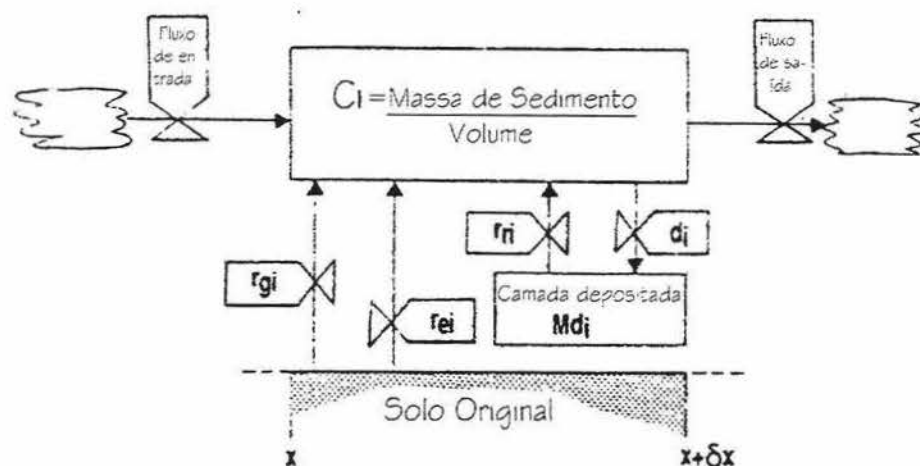 Fluxo
de en
trada
Fluxo
de sa-
ída
Ci = Massa de Sedimento
Volume
rri
di
rgi
rei
Camada depositada
Mdi
Solo Original
x
x+δx